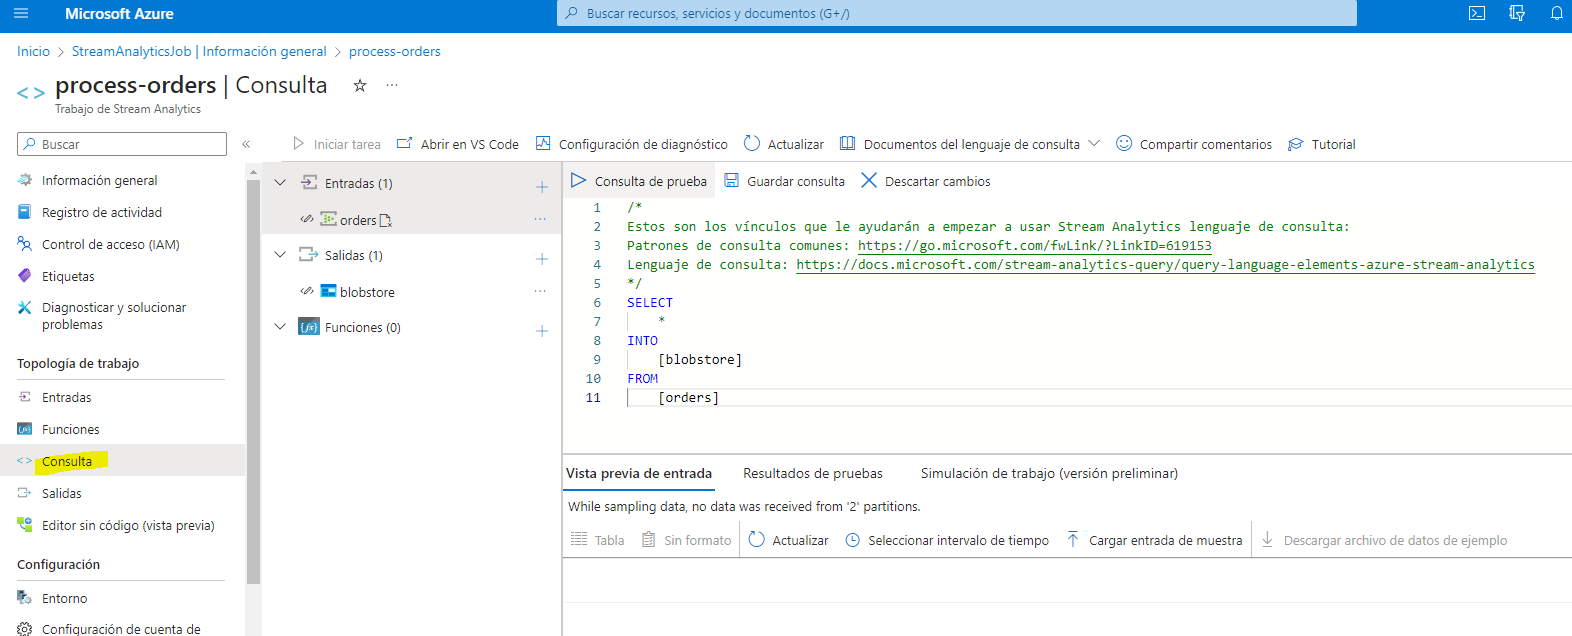 Microsoft Azure
Buscar recursos, servicios y documentos (G+/)
Inicio > StreamAnalyticsJob | Información general > process-orders
process-orders | Consulta
Trabajo de Stream Analytics
Buscar
Información general
Registro de actividad
Control de acceso (IAM)
Etiquetas
Diagnosticar y solucionar
problemas
Topología de trabajo
Entradas
Funciones
Consulta
Salidas
Editor sin código (vista previa)
Configuración
Entorno
Configuración de cuenta de
Iniciar tarea
Abrir en VS Code
Configuración de diagnóstico
Actualizar
Documentos del lenguaje de consulta
Compartir comentarios
Tutorial
Entradas (1)
orders
Salidas (1)
blobstore
Funciones (0)
Consulta de prueba
Guardar consulta
Descartar cambios
1 /*
2 Estos son los vínculos que le ayudarán a empezar a usar Stream Analytics lenguaje de consulta:
3 Patrones de consulta comunes: https://go.microsoft.com/fwLink/?LinkID=619153
4 Lenguaje de consulta: https://docs.microsoft.com/stream-analytics-query/query-language-elements-azure-stream-analytics
5 */
6 SELECT
7 *
8 INTO
9 [blobstore]
10 FROM
11 [orders]
Vista previa de entrada
Resultados de pruebas
Simulación de trabajo (versión preliminar)
While sampling data, no data was received from '2' partitions.
Tabla
Sin formato
Actualizar
Seleccionar intervalo de tiempo
Cargar entrada de muestra
Descargar archivo de datos de ejemplo